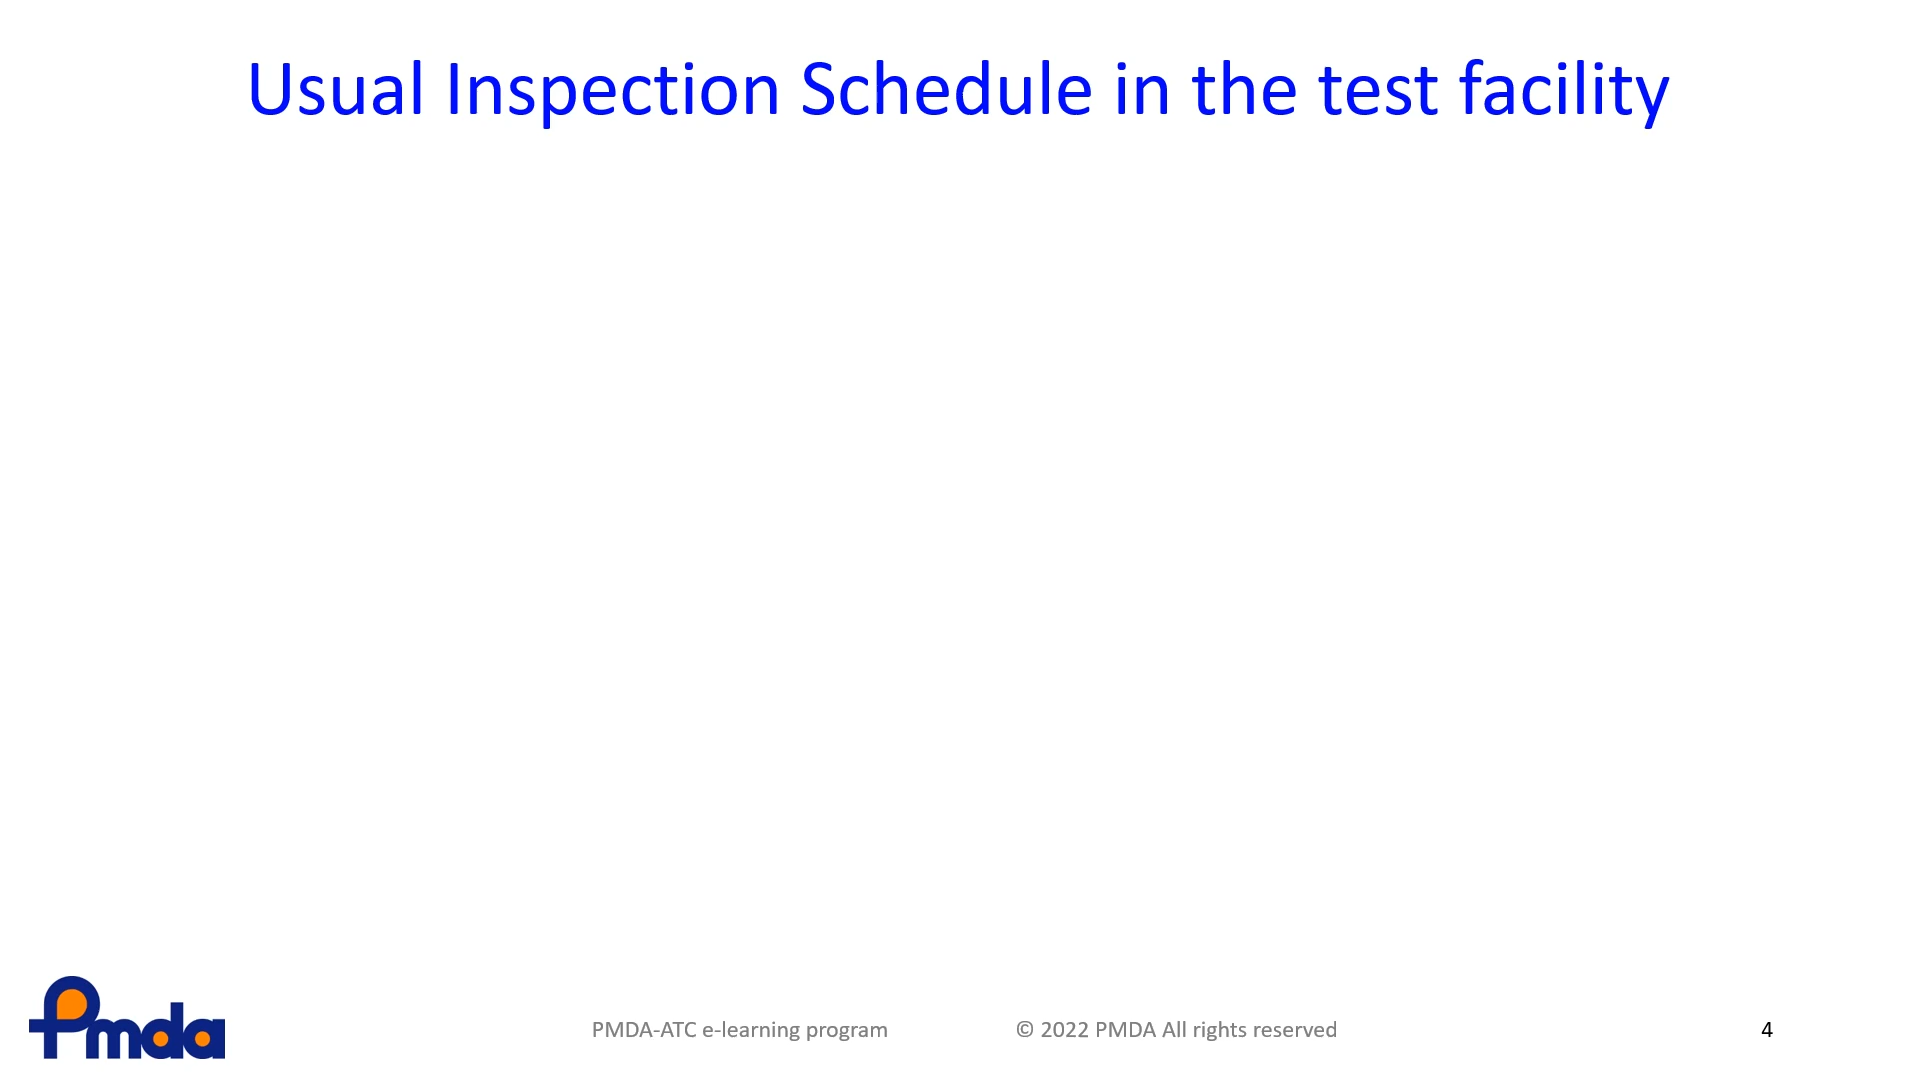 Usual Inspection Schedule in the test facility
Pmda
PMDA-ATC e-learning program
© 2022 PMDA All rights reserved
4